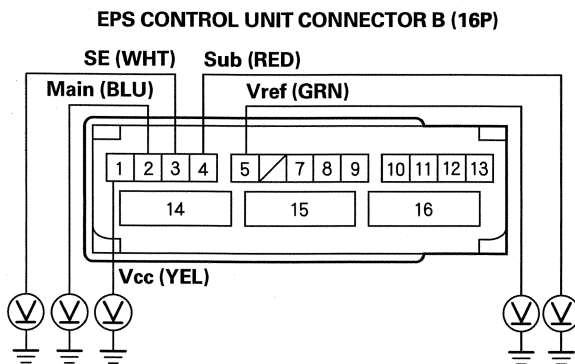 EPS CONTROL UNIT CONNECTOR B (16P)
SE (WHT) Sub (RED)
Main (BLU) Vref (GRN)
1 2 3 4 5 7 8 9 10 11 12 13
14 15 16
Vcc (YEL)
V V V V V